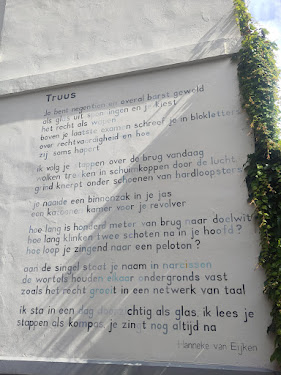 Truus
Je bent negentien en overal barst geweld
als glas uit sponningen en je kiest
het recht als wapen
boven je laatste examen schreef je in blokletters
over rechtvaardigheid en hoe
zij soms hapert
ik volg je stappen over de brug vandaag
wolken trekken in schuimkoppen door de lucht
grind knerpt onder schoenen van hardloopsters
je naaide een binnenzak in je jas
een katoenen kamer voor je revolver
hoe lang is honderd meter van brug naar doelwit
hoe lang klinken twee schoten na in je hoofd?
hoe loop je zingend naar een peloton?
aan de singel staat je naam in narcissen
de wortels houden elkaar ondergronds vast
zoals het recht groeit in een netwerk van taal
ik sta in een dag doorzichtig als glas, ik lees je
stappen als kompas, je zingt nog altijd na
Hanneke van Eijken